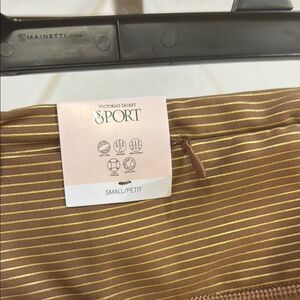 MAINETTI.COM
VICTORIA'S SECRET
SPORT
SMALL/PETIT